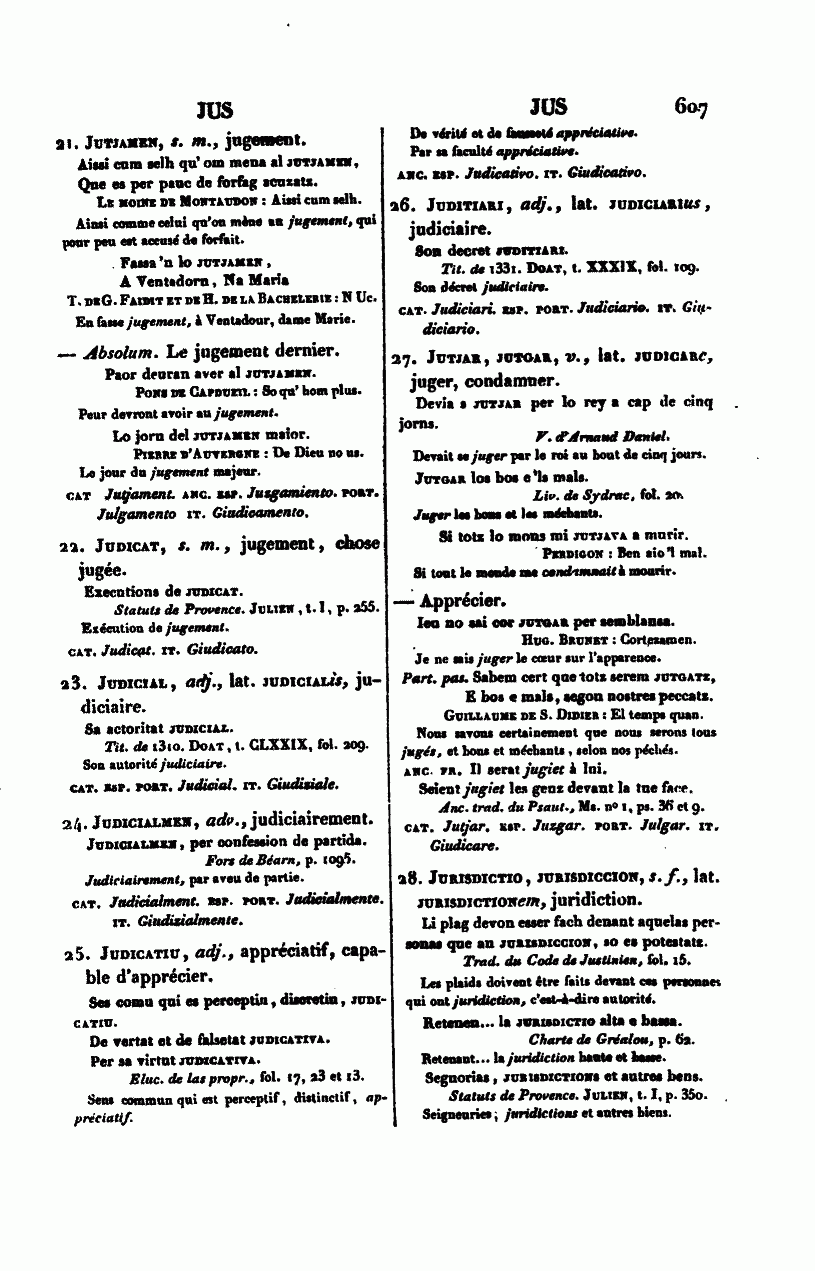 JUS
21. JUTJAMEN, s. m., jugement.
Aissi cum selh qu' om mena al JUTJAMEN,
Que es per pauc de forfag acuzatz.
LE MOINE DE MONTAUDON : Aissi cum selh.
Ainsi comme celui qu'on mène au jugement, qui
pour peu est accusé de forfait.
Fassa 'n lo JUTJAMEN,
A Ventadorn, Na Maria
T. DE G. FAIDIT ET DE H. DE LA BACHELERIE : N Uc.
En fasse jugement, à Ventadour, dame Marie.
— Absolum. Le jugement dernier.
Paor deuran aver al JUTJAMEN.
PONS DE CAPDUEIL : So qu' hom plus.
Peur devront avoir au jugement.
Lo jorn del JUTJAMEN maior.
PIERRE D'AUVERGNE : De Dieu no us.
Le jour du jugement majeur.
CAT Jutjament. ANC. ESP. Juzgamiento. PORT.
Julgamento IT. Giudicamento.
22. JUDICAT, s. m., jugement, chose
jugée.
Executions de JUDICAT.
Statuts de Provence. JULIEN, t. I, p. 255.
Exécution de jugement.
CAT. Judicat. IT. Giudicato.
23. JUDICIAL, adj., lat. JUDICIALis, ju-
diciaire.
Sa actoritat JUDICIAL.
Tit. de 1310. DOAT, t. CLXXIX, fol. 209.
Son autorité judiciaire.
CAT. ESP. PORT. Judicial. IT. Giudiziale.
24. JUDICIALMEN, adv., judiciairement.
JUDICIALMEN, per confession de partida.
Fors de Béarn, p. 1095.
Judiciairement, par aveu de partie.
CAT. Judicialment. ESP. PORT. Judicialmente.
IT. Giudizialmente.
25. JUDICATIU, adj., appréciatif, capa-
ble d'apprécier.
Ses comu qui es perceptiu, discretiu, JUDI-
CATIU.
De vertat et de falsetat JUDICATIVA.
Per sa virtut JUDICATIVA.
Eluc. de las propr., fol. 17, 23 et 13.
Sens commun qui est perceptif, distinctif, ap-
préciatif.
JUS 607
De vérité et de fausseté appréciative.
Par sa faculté appréciative.
ANC. ESP. Judicativo. IT. Giudicativo.
26. JUDITIARI, adj., lat. JUDICIARIus,
judiciaire.
Son decret JUDITIARI.
Tit. de 1331. DOAT, t. XXXIX, fol. 109.
Son décret judiciaire.
CAT. Judiciari. ESP. PORT. Judiciario. IT. Giu-
diciario.
27. JUTJAR, JUTGAR, v., lat. JUDICARe,
juger, condamner.
Devia s JUTJAR per lo rey a cap de cinq
jorns.
V. d'Arnaud Daniel.
Devait se juger par le roi au bout de cinq jours.
JUTGAR los bos e 'ls mals.
Liv. de Sydrac, fol. 20.
Juger les bons et les méchants.
Si totz lo mons mi JUTJAVA a murir.
PERDIGON : Ben aio 'l mal.
Si tout le monde me condamnait à mourir.
— Apprécier.
Ieu no sai cor JUTGAR per semblansa.
HUG. BRUNET : Cortezamen.
Je ne sais juger le cœur sur l'apparence.
Part. pas. Sabem cert que totz serem JUTGATZ,
E bos e mals, segon nostres peccatz.
GUILLAUME DE S. DIDIER : El temps quan.
Nous savons certainement que nous serons tous
jugés, et bons et méchants, selon nos péchés.
ANC. FR. Il serat jugiet à lui.
Seient jugiet les genz devant la tue face.
Anc. trad. du Psaut., Ms. nº 1, ps. 36 et 9.
CAT. Jutjar. ESP. Juzgar. PORT. Julgar. IT.
Giudicare.
28. JURISDICTIO, JURISDICCION, s. f., lat.
JURISDICTIONem, juridiction.
Li plag devon esser fach denant aquelas per-
sonas que an JURISDICCION, so es potestatz.
Trad. du Code de Justinien, fol. 15.
Les plaids doivent être faits devant ces personnes
qui ont juridiction, c'est-à-dire autorité.
Retenen... la JURISDICTIO alta e bassa.
Charte de Gréalou, p. 62.
Retenant... la juridiction haute et basse.
Segnorias, JURISDICTIONS et autres bens.
Statuts de Provence. JULIEN, t. I, p. 350.
Seigneuries; juridictions et autres biens.